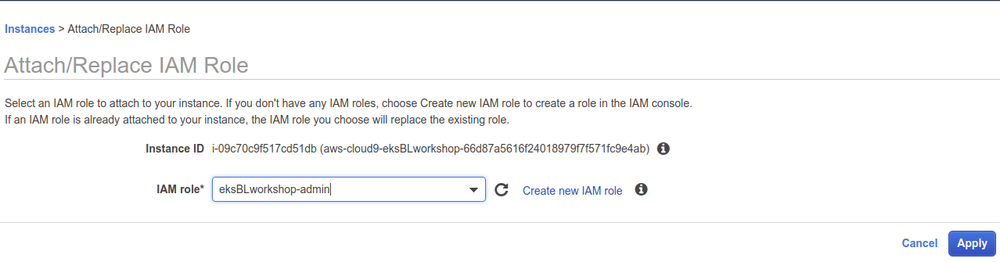 Instances > Attach/Replace IAM Role
Attach/Replace IAM Role
Select an IAM role to attach to your instance. If you don't have any IAM roles, choose Create new IAM role to create a role in the IAM console.
If an IAM role is already attached to your instance, the IAM role you choose will replace the existing role.
Instance ID i-09c70c9f517cd51db (aws-cloud9-eksBLworkshop-66d87a5616f24018979f7f571fc9e4ab)
IAM role* eksBLworkshop-admin Create new IAM role
Cancel Apply